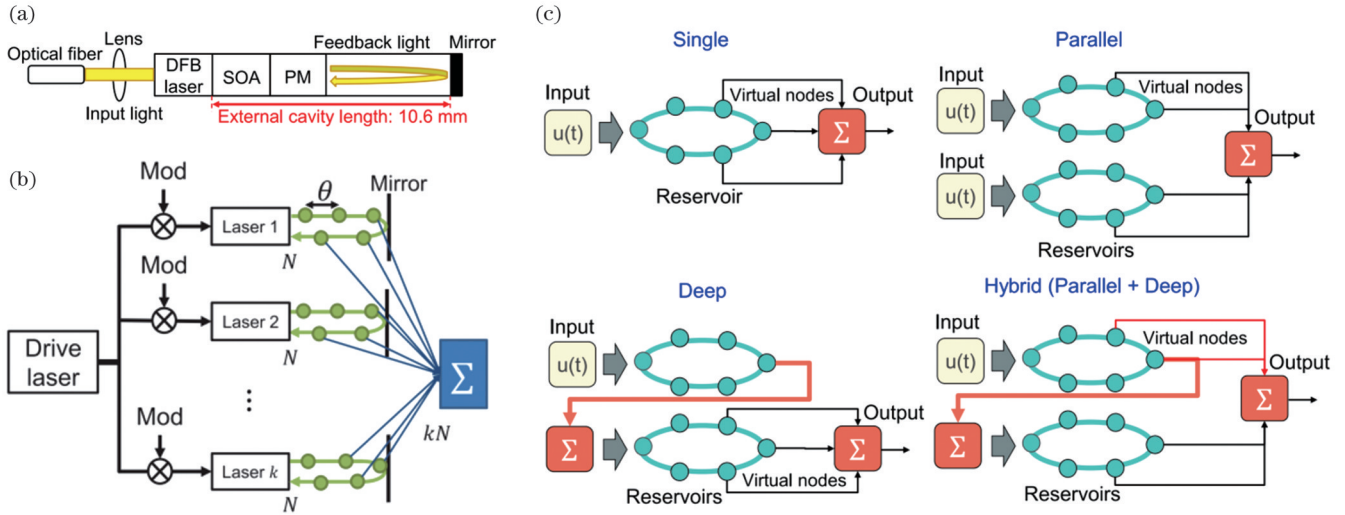 (a)
Optical fiber
Lens
Input light
DFB
laser
SOA
PM
Feedback light
Mirror
External cavity length: 10.6 mm
(b)
Mod
Mod
Mod
Drive
laser
Laser 1
Laser 2
Laser k
θ
Mirror
N
N
⋮
N
Σ
kN
(c)
Single
Input
u(t)
Virtual nodes
Output
Σ
Reservoir
Parallel
Input
u(t)
Virtual nodes
Output
Input
u(t)
Σ
Reservoirs
Deep
Input
u(t)
Output
Σ
Σ
Virtual nodes
Reservoirs
Hybrid (Parallel + Deep)
Input
u(t)
Virtual nodes
Output
Σ
Σ
Reservoirs